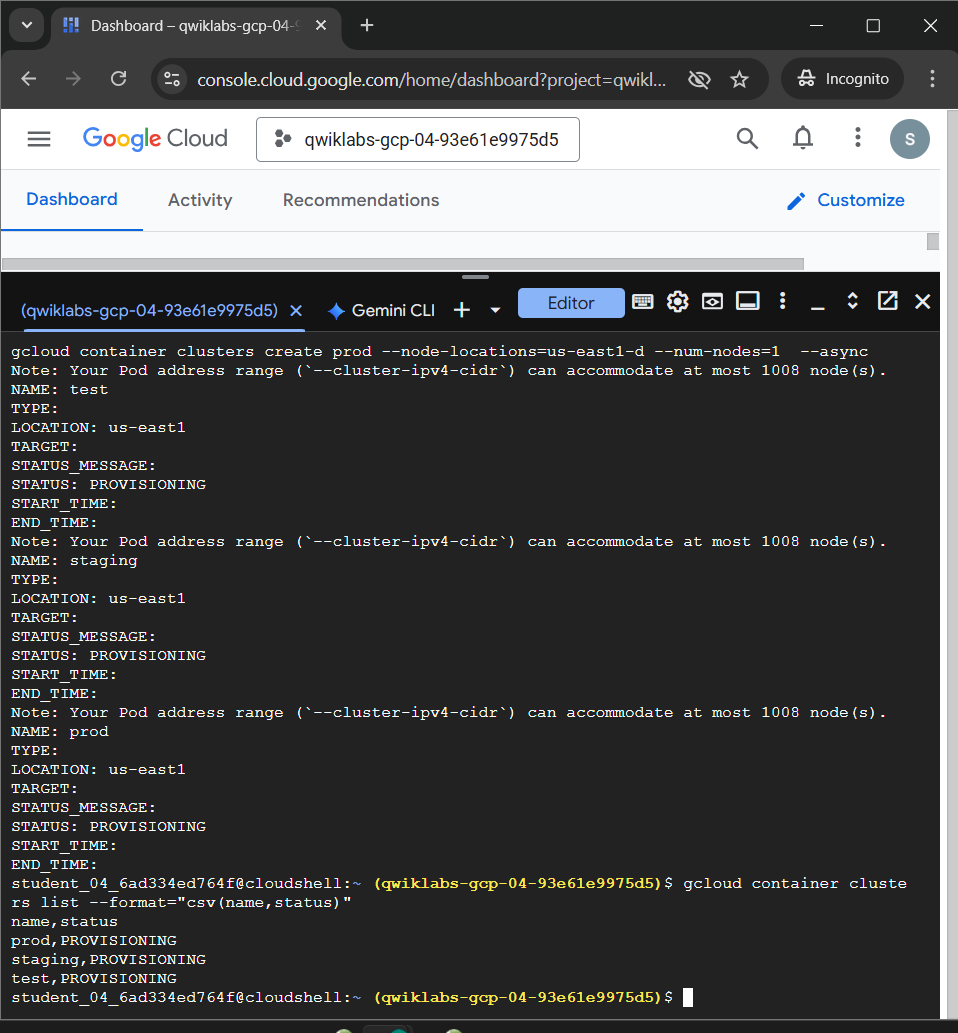 Dashboard – qwiklabs-gcp-04-9
console.cloud.google.com/home/dashboard?project=qwikl...
Incognito
Google Cloud
qwiklabs-gcp-04-93e61e9975d5
S
Dashboard
Activity
Recommendations
Customize
(qwiklabs-gcp-04-93e61e9975d5)
Gemini CLI
Editor
gcloud container clusters create prod --node-locations=us-east1-d --num-nodes=1  --async
Note: Your Pod address range (`--cluster-ipv4-cidr`) can accommodate at most 1008 node(s).
NAME: test
TYPE:
LOCATION: us-east1
TARGET:
STATUS_MESSAGE:
STATUS: PROVISIONING
START_TIME:
END_TIME:
Note: Your Pod address range (`--cluster-ipv4-cidr`) can accommodate at most 1008 node(s).
NAME: staging
TYPE:
LOCATION: us-east1
TARGET:
STATUS_MESSAGE:
STATUS: PROVISIONING
START_TIME:
END_TIME:
Note: Your Pod address range (`--cluster-ipv4-cidr`) can accommodate at most 1008 node(s).
NAME: prod
TYPE:
LOCATION: us-east1
TARGET:
STATUS_MESSAGE:
STATUS: PROVISIONING
START_TIME:
END_TIME:
student_04_6ad334ed764f@cloudshell:~ (qwiklabs-gcp-04-93e61e9975d5)$ gcloud container cluste
rs list --format="csv(name,status)"
name,status
prod,PROVISIONING
staging,PROVISIONING
test,PROVISIONING
student_04_6ad334ed764f@cloudshell:~ (qwiklabs-gcp-04-93e61e9975d5)$